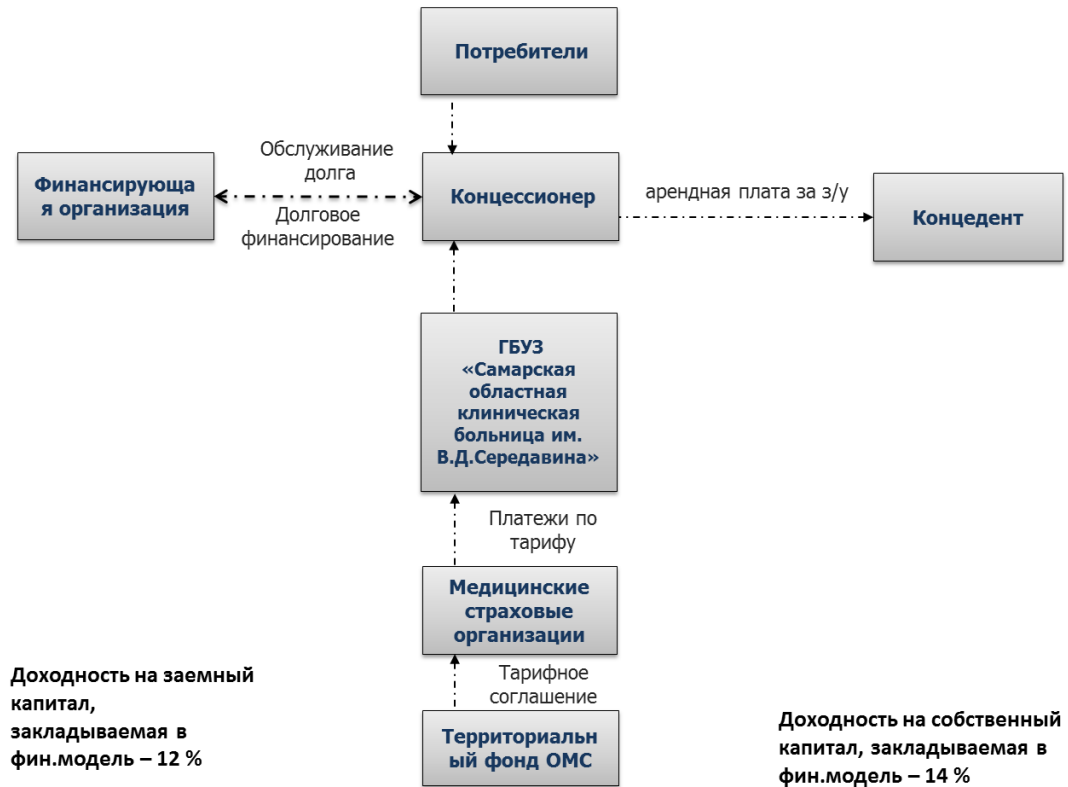 Потребители
Обслуживание
долга
Финансирующа
я организация
Концессионер
арендная плата за з/у
Концедент
Долговое
финансирование
ГБУЗ
«Самарская
областная
клиническая
больница им.
В.Д.Середавина»
Платежи по
тарифу
Медицинские
страховые
организации
Тарифное
соглашение
Территориальн
ый фонд ОМС
Доходность на заемный
капитал,
закладываемая в
фин.модель – 12 %
Доходность на собственный
капитал, закладываемая в
фин.модель – 14 %